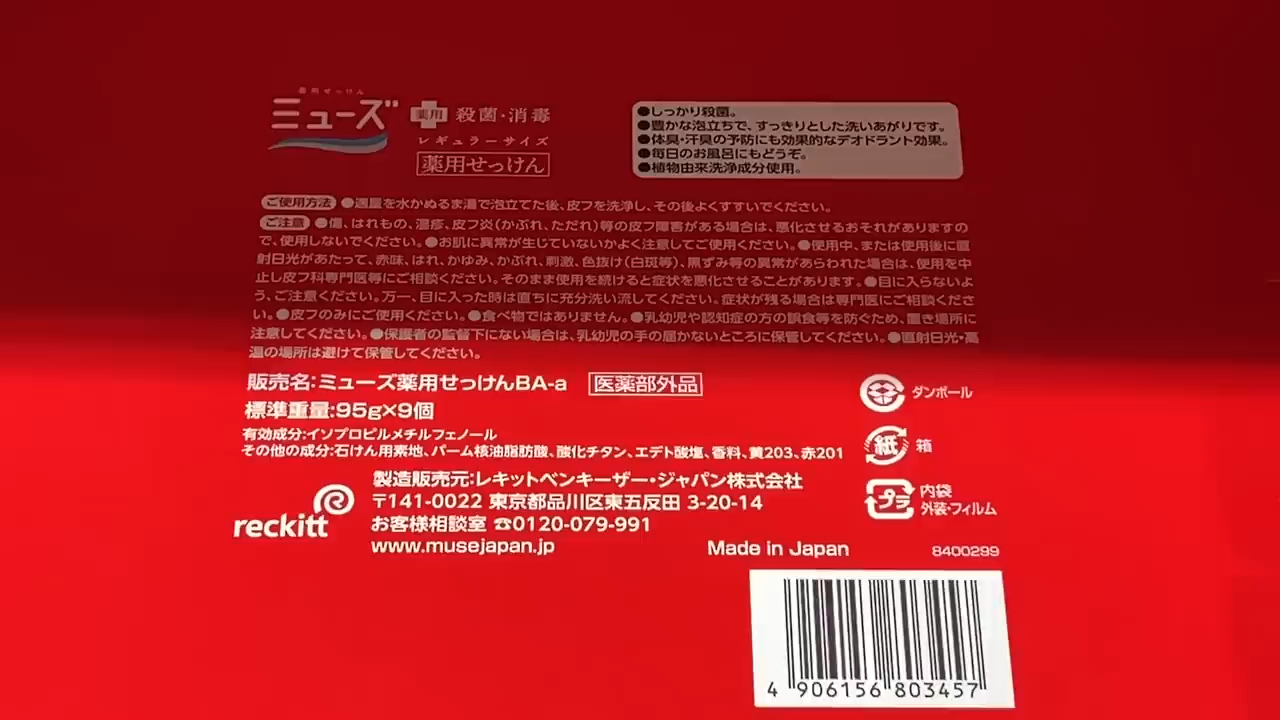 薬用せっけん
ミューズ
薬用 殺菌・消毒
レギュラーサイズ
薬用せっけん
●しっかり殺菌。
●豊かな泡立ちで、すっきりとした洗いあがりです。
●体臭・汗臭の予防にも効果的なデオドラント効果。
●毎日のお風呂にもどうぞ。
●植物由来洗浄成分使用。
ご使用方法 ●適量を水かぬるま湯で泡立てた後、皮フを洗浄し、その後よくすすいでください。
ご注意 ●傷、はれもの、湿疹、皮フ炎(かぶれ、ただれ)等の皮フ障害がある場合は、悪化させるおそれがありますの
で、使用しないでください。●お肌に異常が生じていないかよく注意してご使用ください。●使用中、または使用後に直
射日光があたって、赤味、はれ、かゆみ、かぶれ、刺激、色抜け(白斑等)、黒ずみ等の異常があらわれた場合は、使用を中
止し皮フ科専門医等にご相談ください。そのまま使用を続けると症状を悪化させることがあります。●目に入らないよ
う、ご注意ください。万一、目に入った時は直ちに充分洗い流してください。症状が残る場合は専門医にご相談くださ
い。●皮フのみにご使用ください。●食べ物ではありません。●乳幼児や認知症の方の誤食等を防ぐため、置き場所に
注意してください。●保護者の監督下にない場合は、乳幼児の手の届かないところに保管してください。●直射日光・高
温の場所は避けて保管してください。
販売名:ミューズ薬用せっけんBA-a 医薬部外品
標準重量:95g×9個
有効成分:イソプロピルメチルフェノール
その他の成分:石けん用素地、パーム核油脂肪酸、酸化チタン、エデト酸塩、香料、黄203、赤201
reckitt
製造販売元:レキットベンキーザー・ジャパン株式会社
〒141-0022 東京都品川区東五反田 3-20-14
お客様相談室 ☎0120-079-991
www.musejapan.jp
ダンボール
紙 箱
プラ 内袋
外装・フィルム
Made in Japan
8400299
4 906156 803457